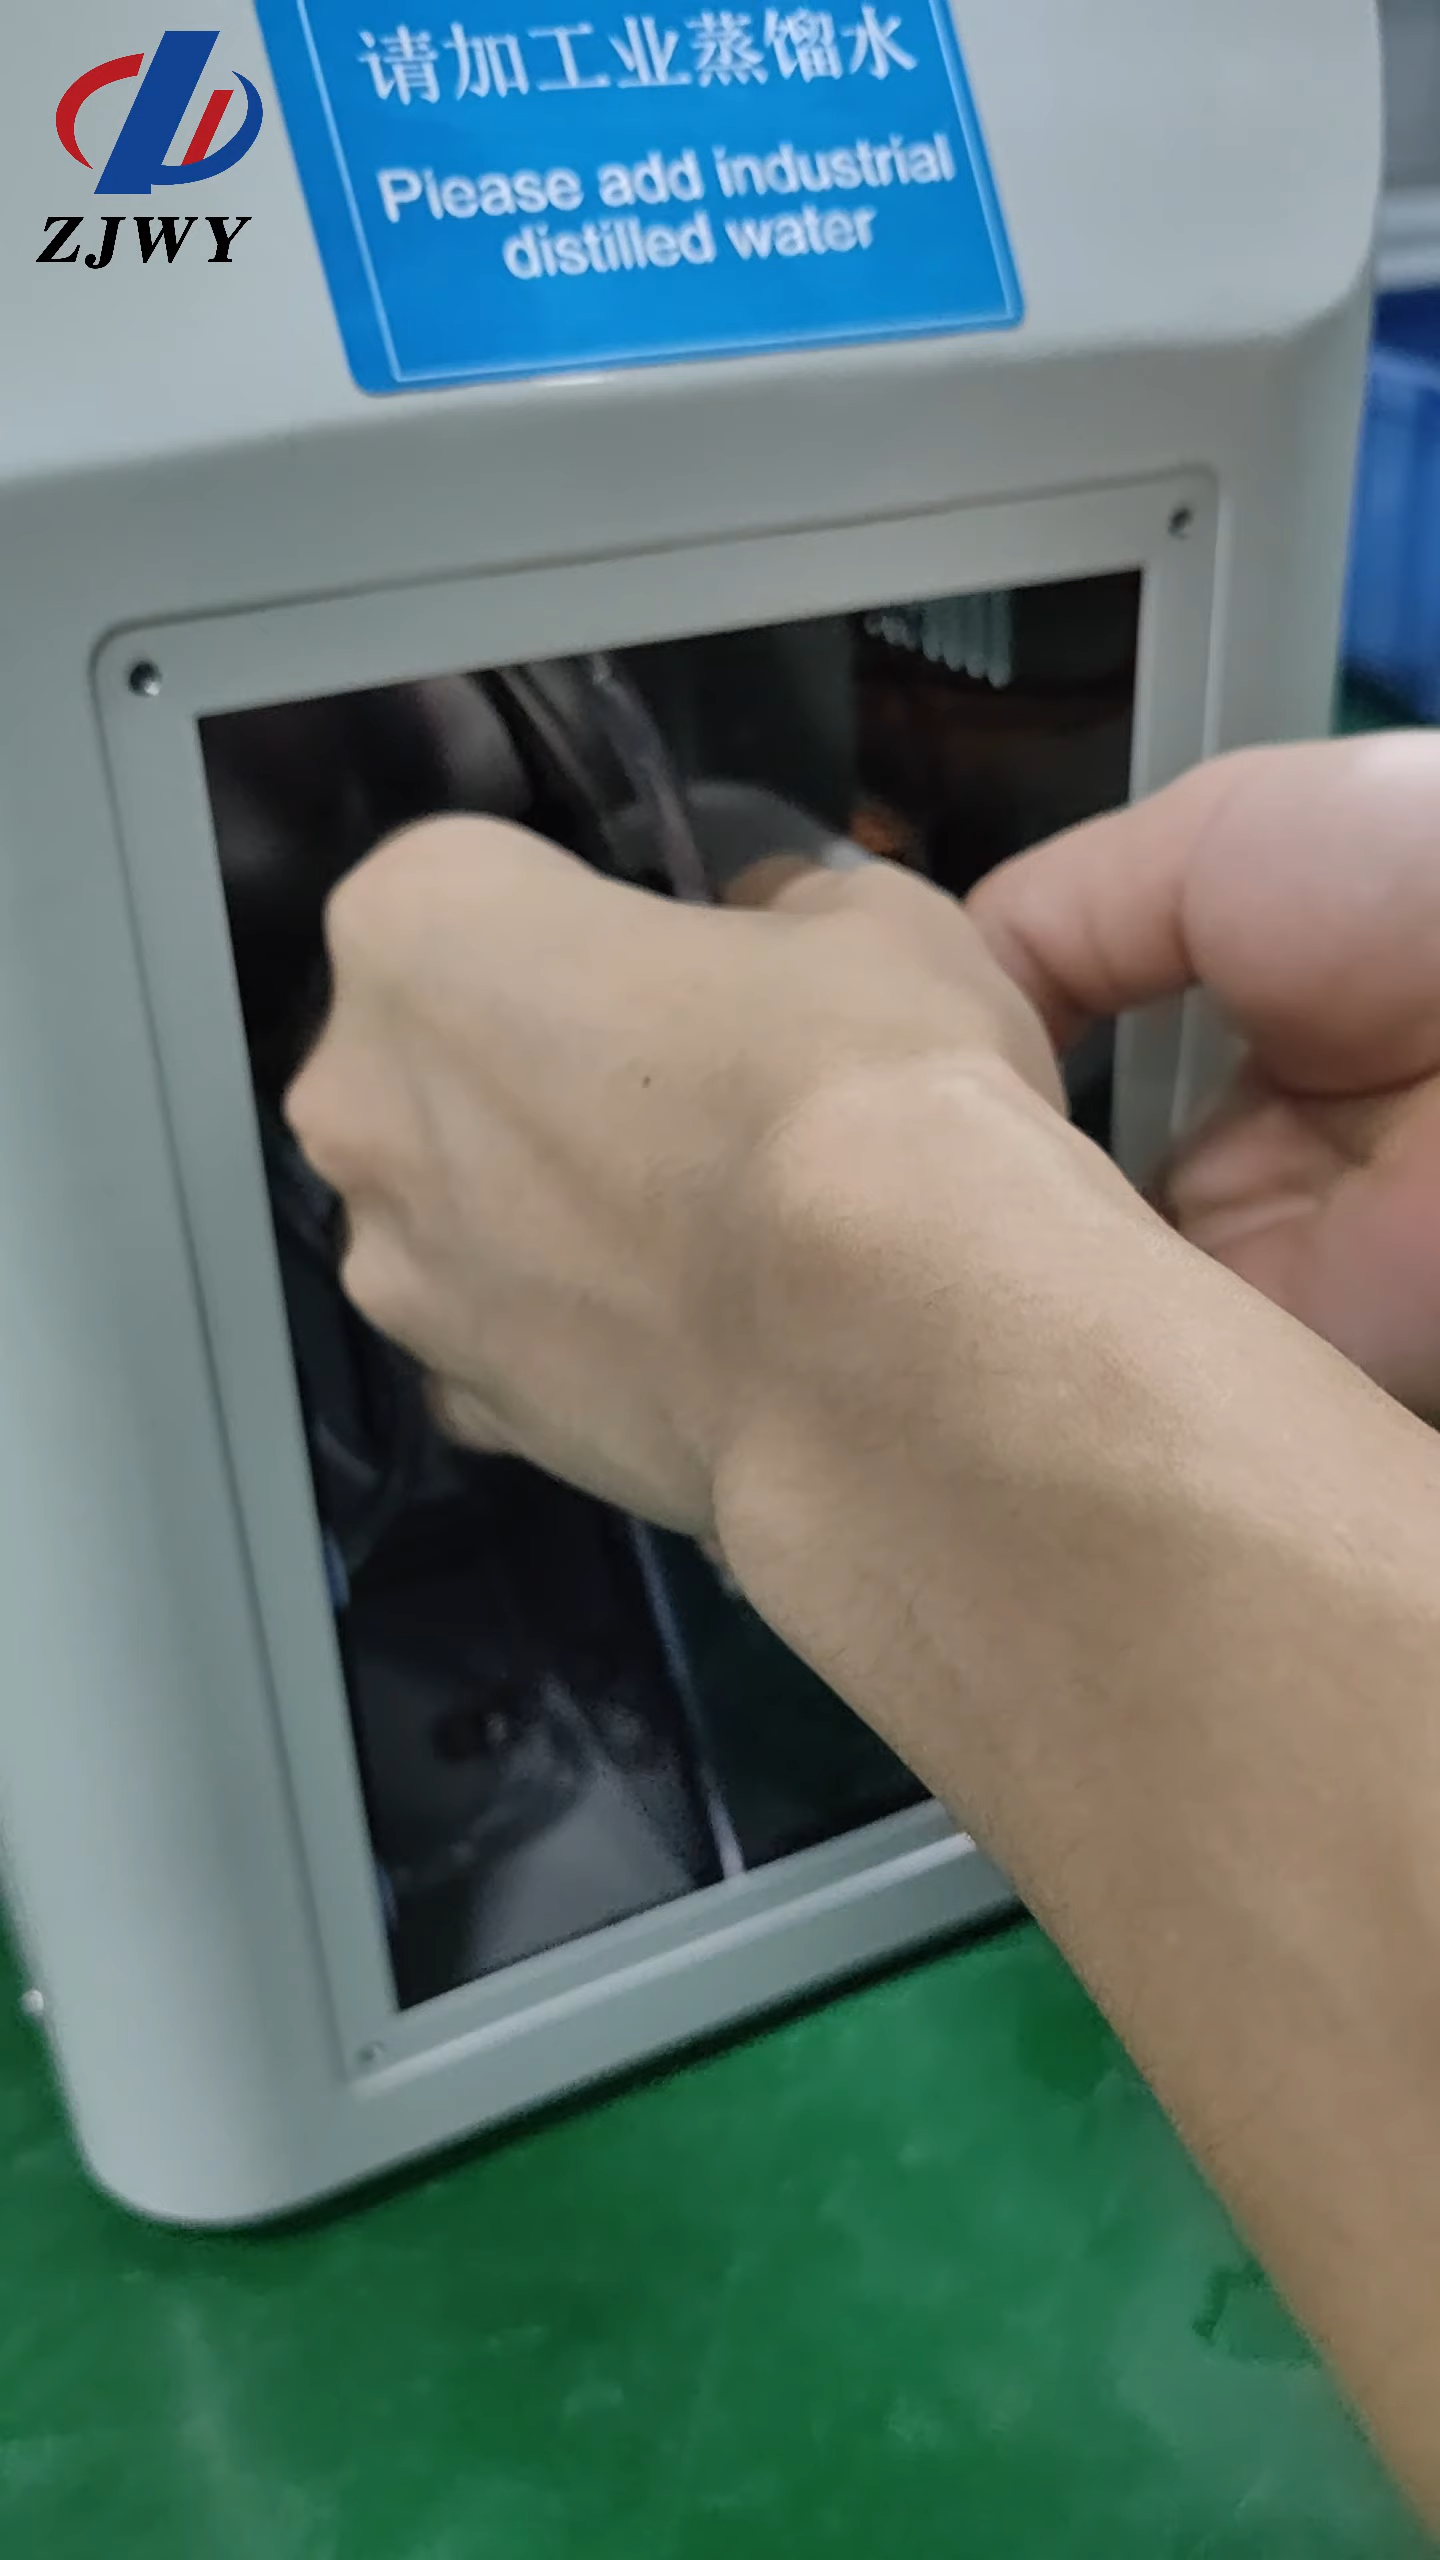 ZJWY
请加工业蒸馏水
Please add industrial
distilled water